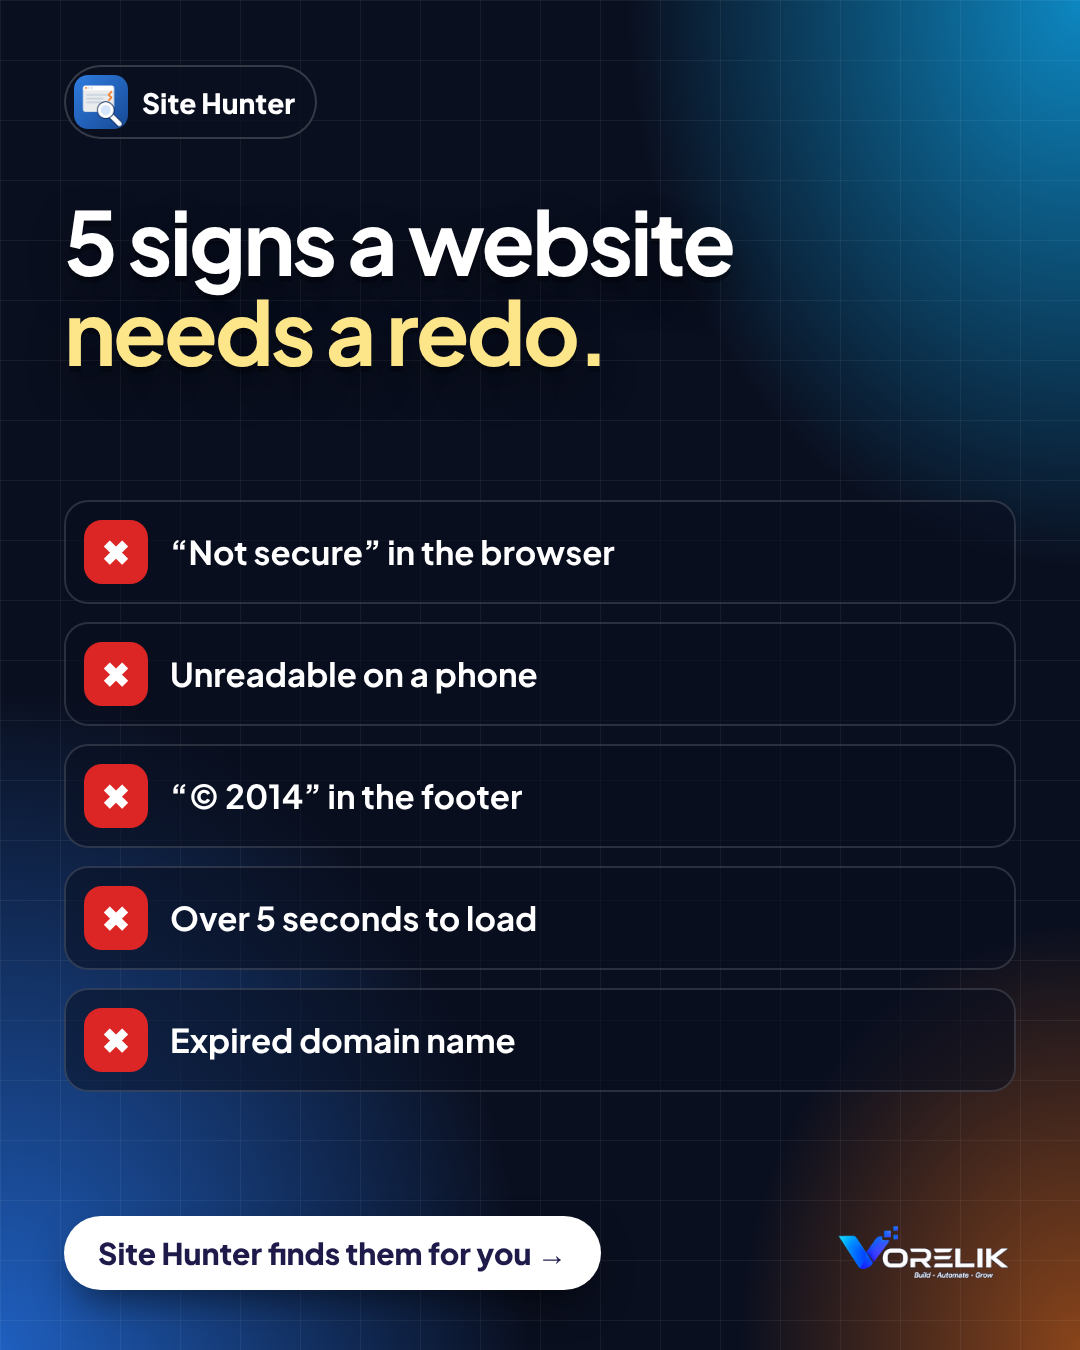 Site Hunter
5 signs a website
needs a redo.
“Not secure” in the browser
Unreadable on a phone
“© 2014” in the footer
Over 5 seconds to load
Expired domain name
Site Hunter finds them for you →
VORELIK
Build - Automate - Grow